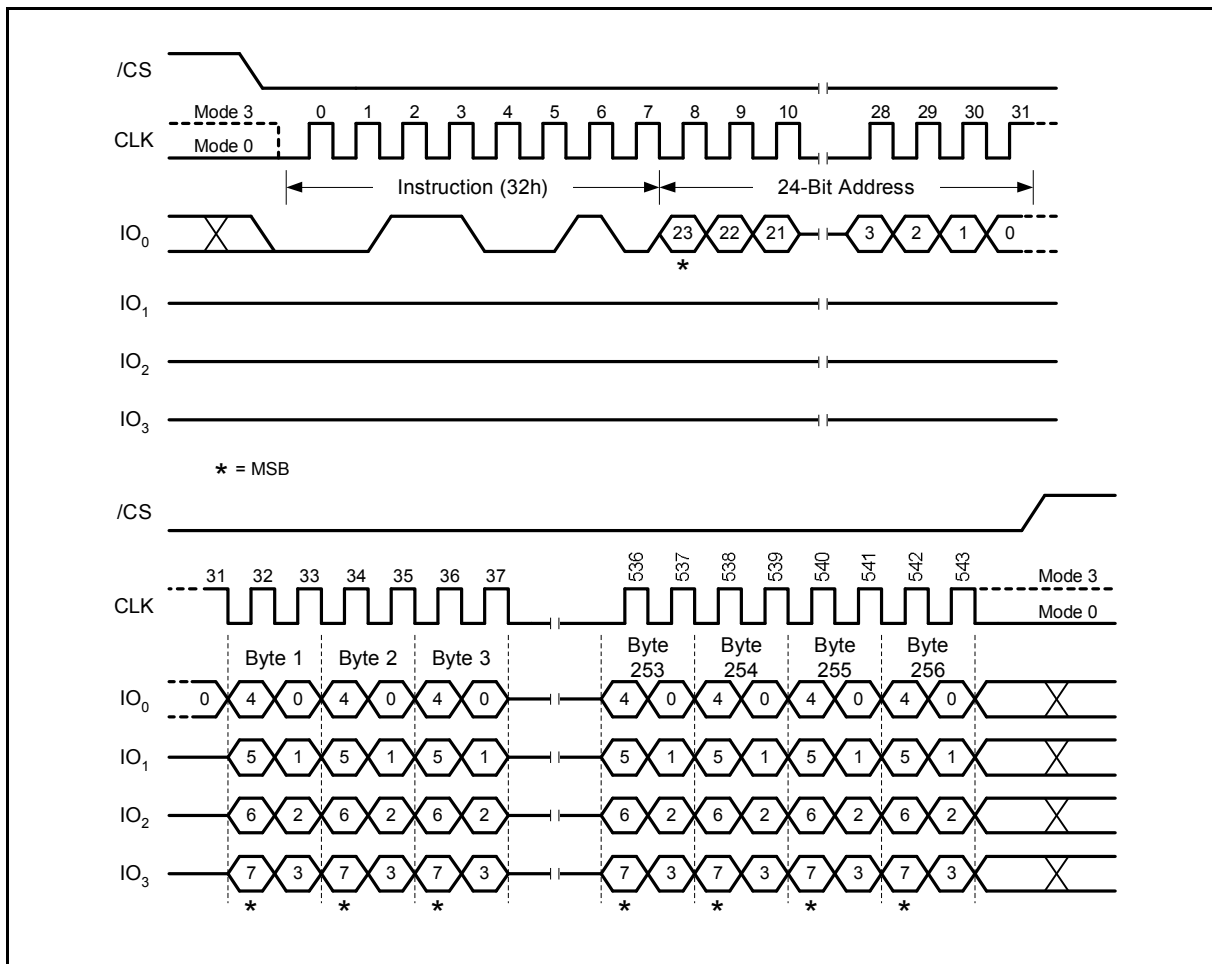 /CS
Mode 3 0 1 2 3 4 5 6 7 8 9 10 28 29 30 31
CLK
Mode 0
Instruction (32h) 24-Bit Address
IO0 23 22 21 3 2 1 0
*
IO1
IO2
IO3
* = MSB
/CS
31 32 33 34 35 36 37 536 537 538 539 540 541 542 543 Mode 3
CLK
Mode 0
Byte 1 Byte 2 Byte 3 Byte 253 Byte 254 Byte 255 Byte 256
IO0 0 4 0 4 0 4 0 4 0 4 0 4 0 4 0
IO1 5 1 5 1 5 1 5 1 5 1 5 1 5 1
IO2 6 2 6 2 6 2 6 2 6 2 6 2 6 2
IO3 7 3 7 3 7 3 7 3 7 3 7 3 7 3
* * * * * * *